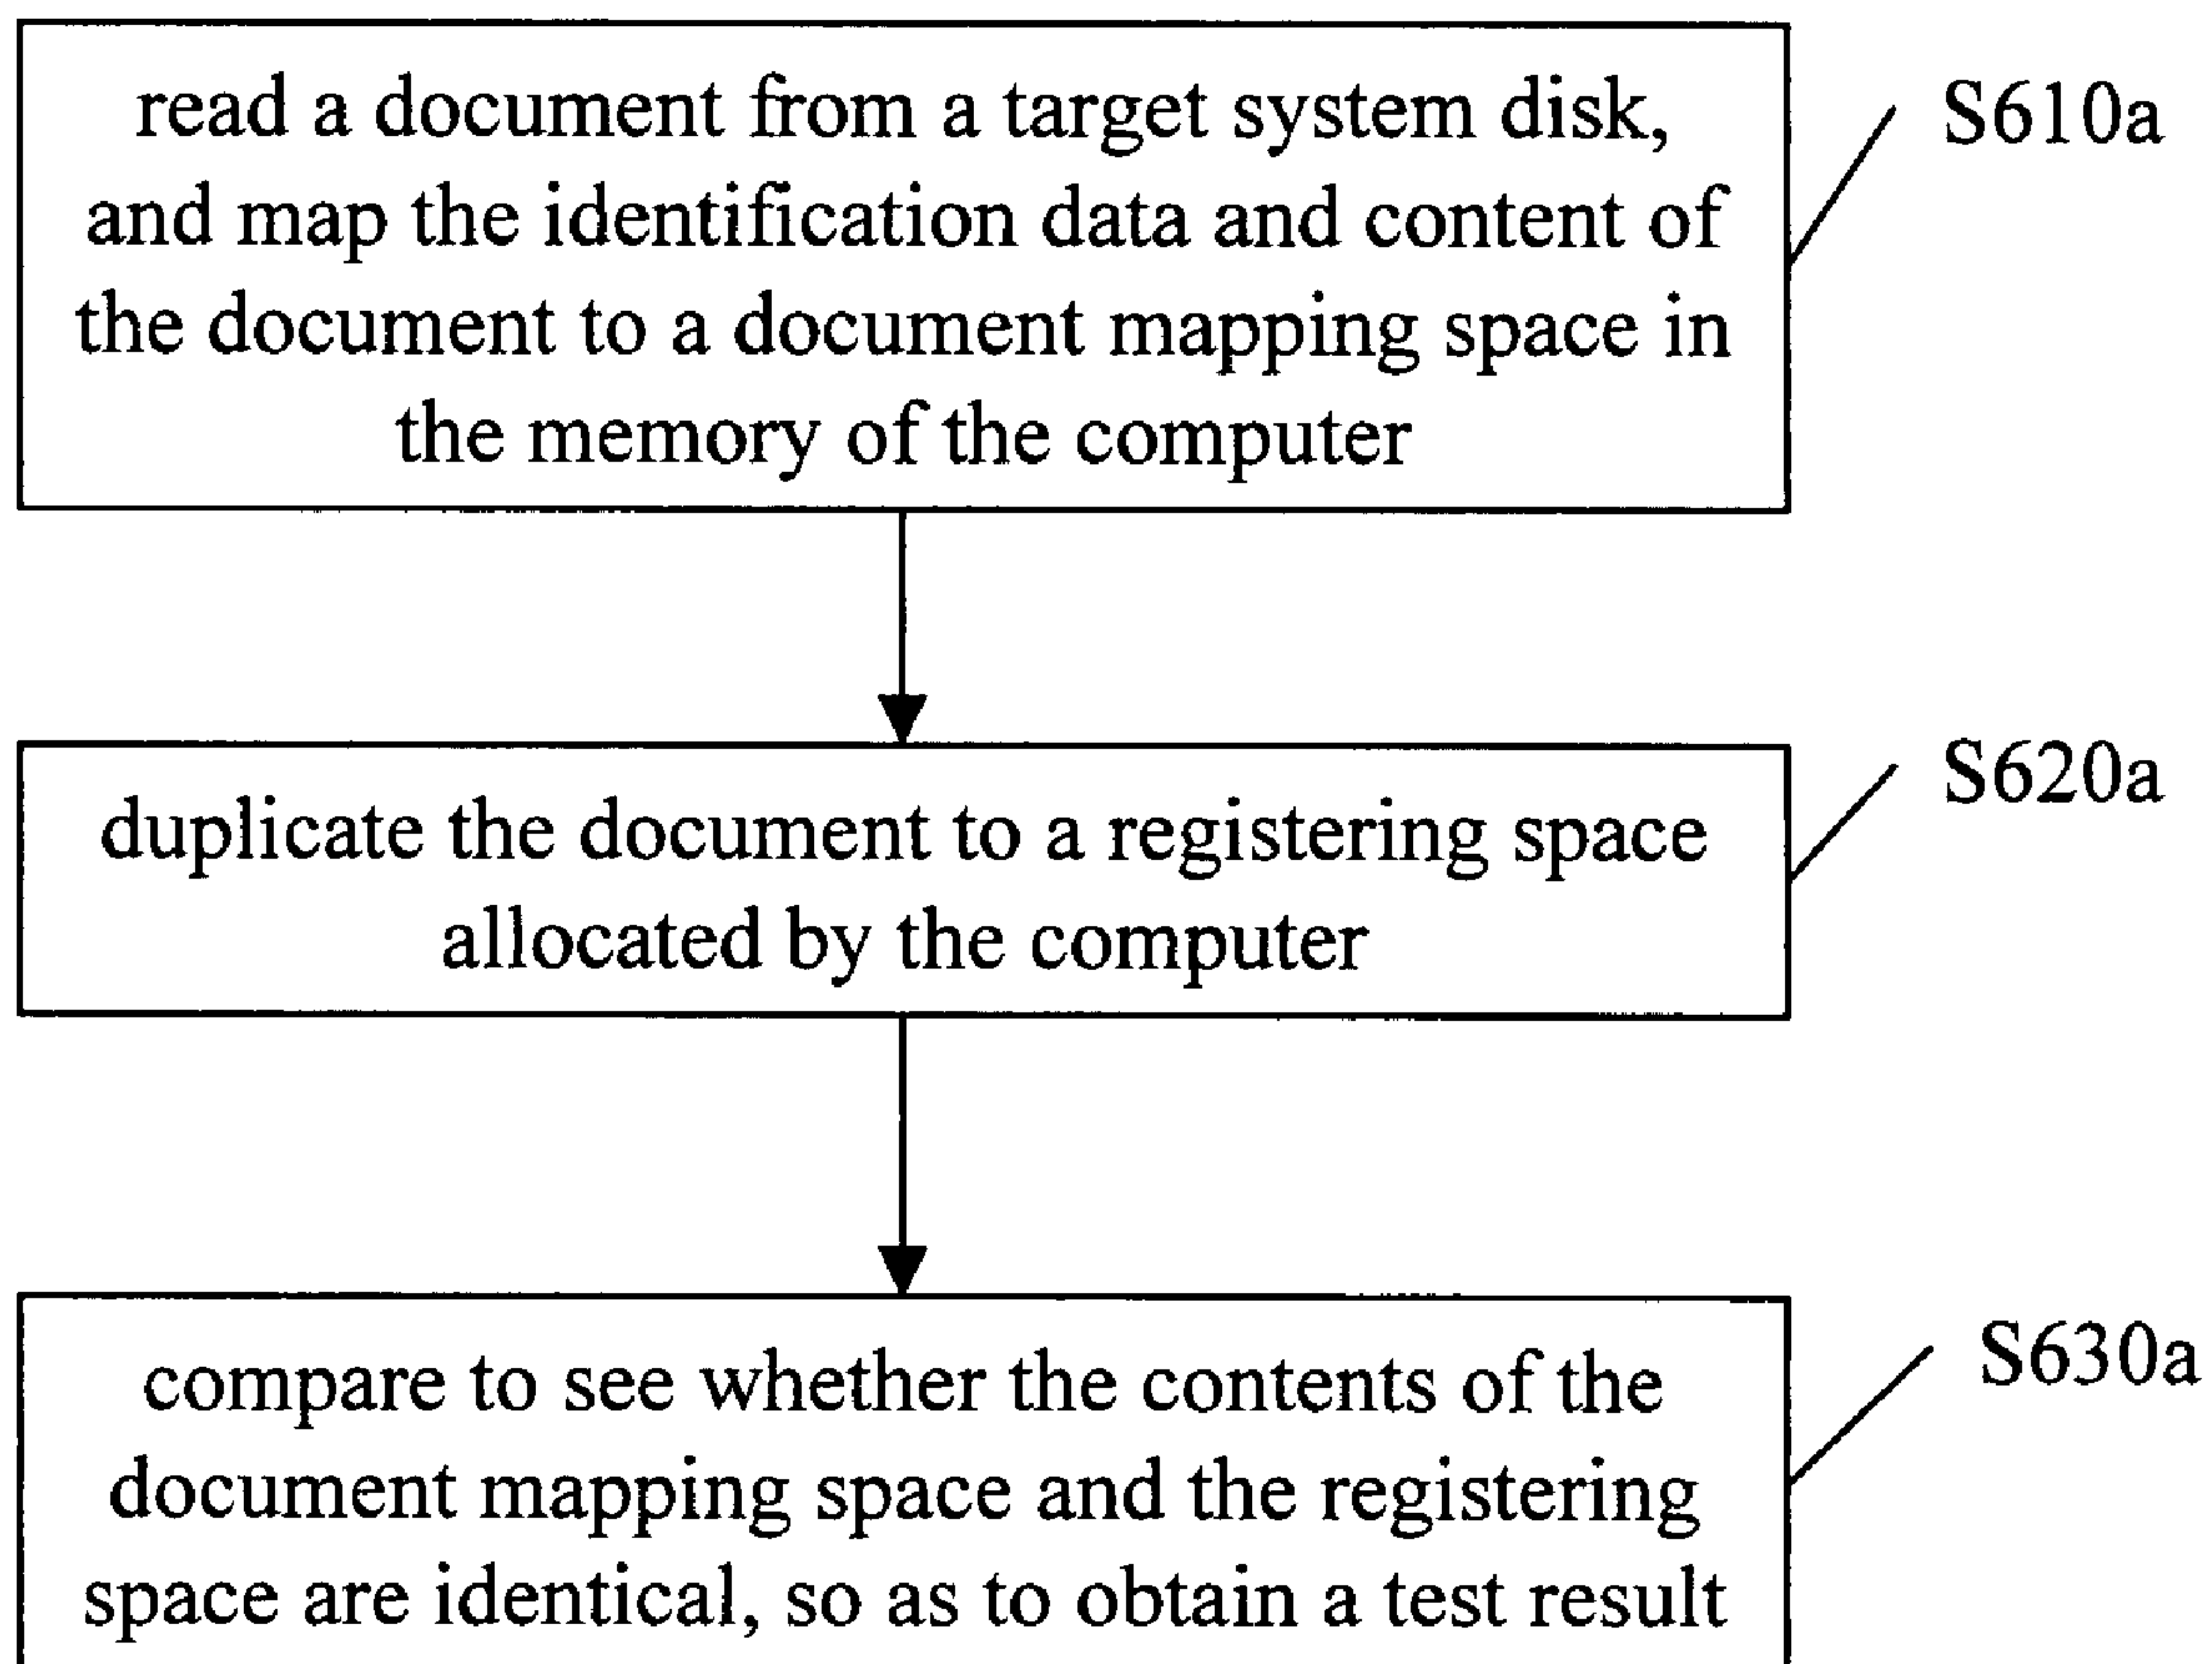 read a document from a target system disk,
and map the identification data and content of
the document to a document mapping space in
the memory of the computer
S610a
duplicate the document to a registering space
allocated by the computer
S620a
compare to see whether the contents of the
document mapping space and the registering
space are identical, so as to obtain a test result
S630a